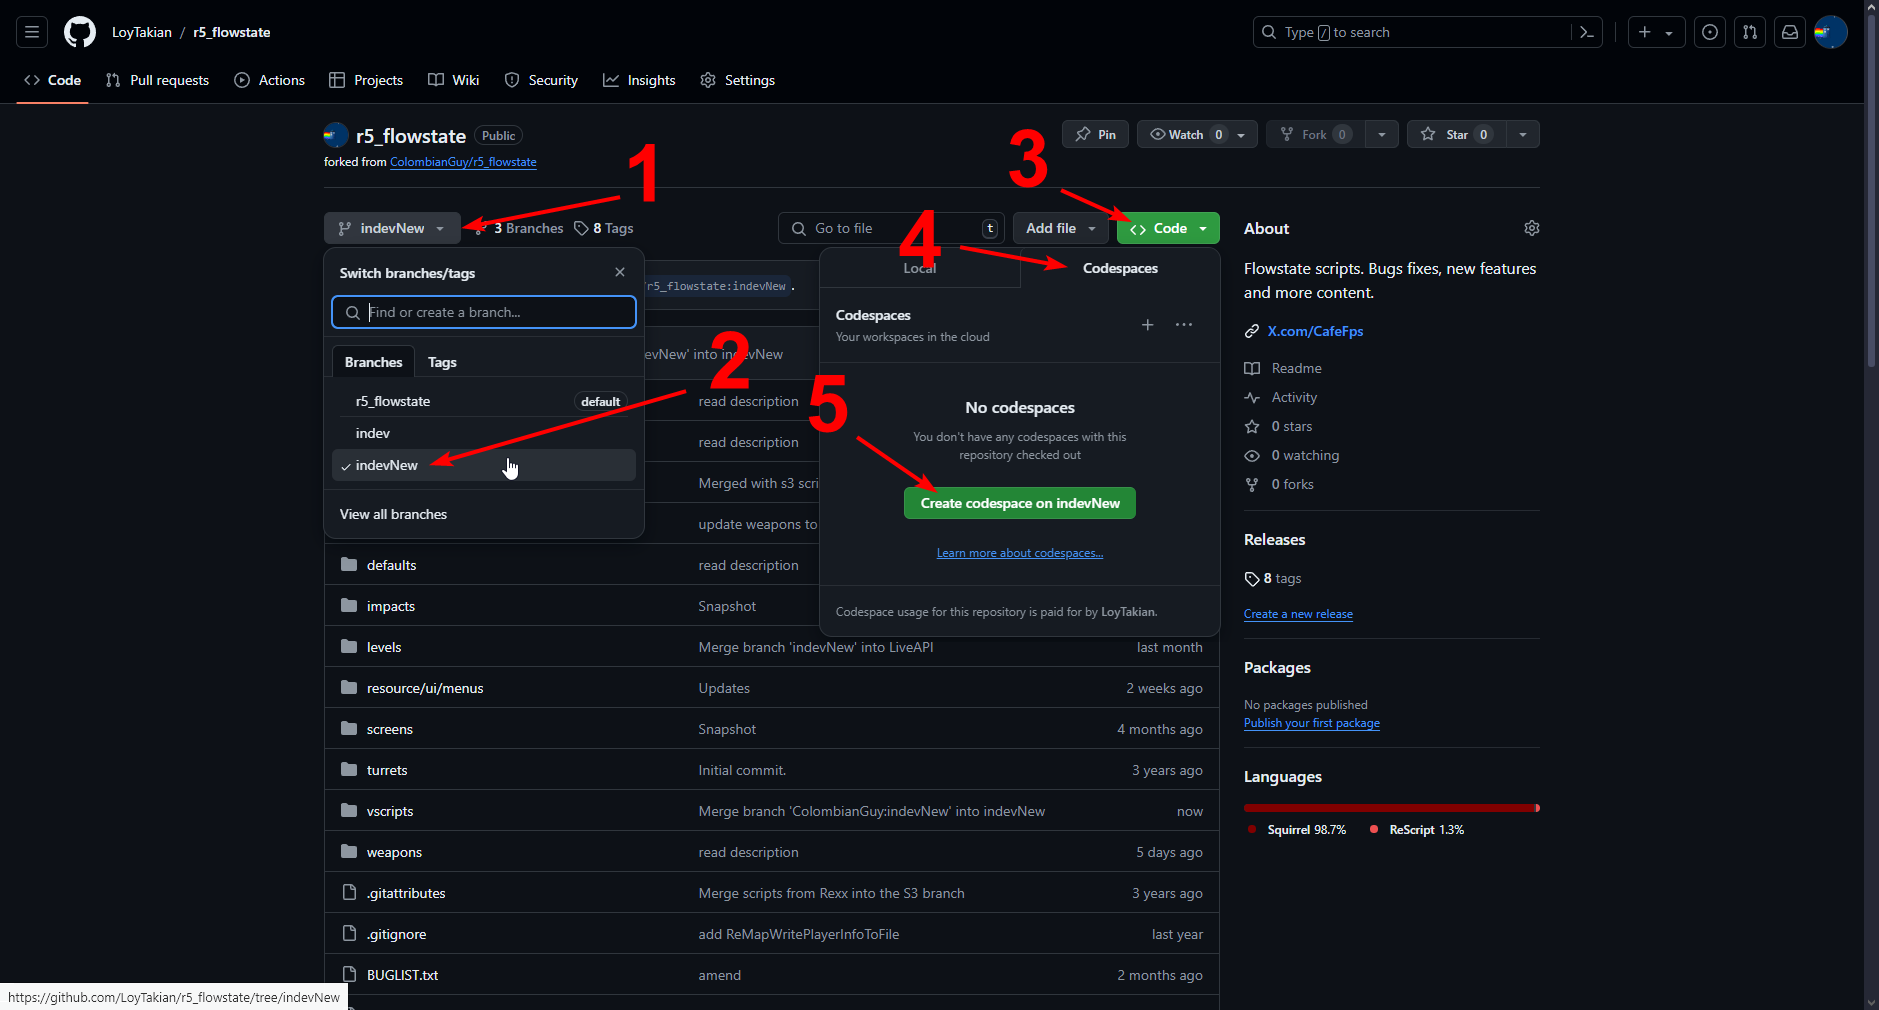 LoyTakian / r5_flowstate
Type / to search
Code Pull requests Actions Projects Wiki Security Insights Settings
r5_flowstate Public
forked from ColombianGuy/r5_flowstate
Pin Watch 0 Fork 0 Star 0
1
3
indevNew 3 Branches 8 Tags Go to file t Add file Code
4
Switch branches/tags
Find or create a branch...
Branches Tags
r5_flowstate default
indev
indevNew
View all branches
r5_flowstate:indevNew .
2
Local Codespaces
Codespaces
Your workspaces in the cloud
5
No codespaces
You don't have any codespaces with this
repository checked out
Create codespace on indevNew
Learn more about codespaces...
Codespace usage for this repository is paid for by LoyTakian.
evNew' into indevNew
read description
read description
Merged with s3 scri
update weapons to
defaults read description
impacts Snapshot
levels Merge branch 'indevNew' into LiveAPI last month
resource/ui/menus Updates 2 weeks ago
screens Snapshot 4 months ago
turrets Initial commit. 3 years ago
vscripts Merge branch 'ColombianGuy:indevNew' into indevNew now
weapons read description 5 days ago
.gitattributes Merge scripts from Rexx into the S3 branch 3 years ago
.gitignore add ReMapWritePlayerInfoToFile last year
BUGLIST.txt amend 2 months ago
About
Flowstate scripts. Bugs fixes, new features
and more content.
X.com/CafeFps
Readme
Activity
0 stars
0 watching
0 forks
Releases
8 tags
Create a new release
Packages
No packages published
Publish your first package
Languages
Squirrel 98.7% ReScript 1.3%
https://github.com/LoyTakian/r5_flowstate/tree/indevNew